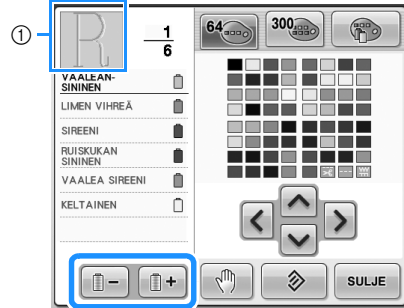 ①
R
1
6
64
300
VAALEAN-
SININEN
LIMEN VIHREÄ
SIREENI
RUISKUKAN
SININEN
VAALEA SIREENI
KELTAINEN
− +
SULJE